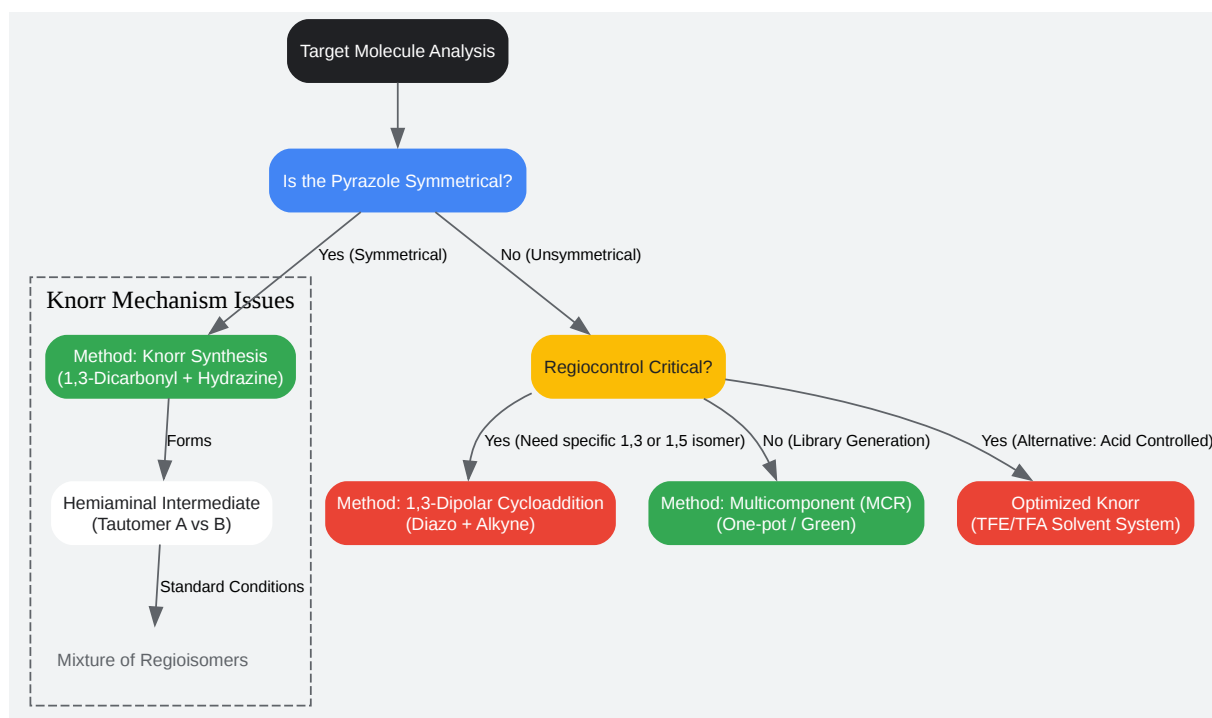 Target Molecule Analysis
Is the Pyrazole Symmetrical?
Yes (Symmetrical)
No (Unsymmetrical)
Knorr Mechanism Issues
Method: Knorr Synthesis
(1,3-Dicarbonyl + Hydrazine)
Regiocontrol Critical?
Forms
Yes (Need specific 1,3 or 1,5 isomer)
No (Library Generation)
Yes (Alternative: Acid Controlled)
Hemiaminal Intermediate
(Tautomer A vs B)
Method: 1,3-Dipolar Cycloaddition
(Diazo + Alkyne)
Method: Multicomponent (MCR)
(One-pot / Green)
Optimized Knorr
(TFE/TFA Solvent System)
Standard Conditions
Mixture of Regioisomers